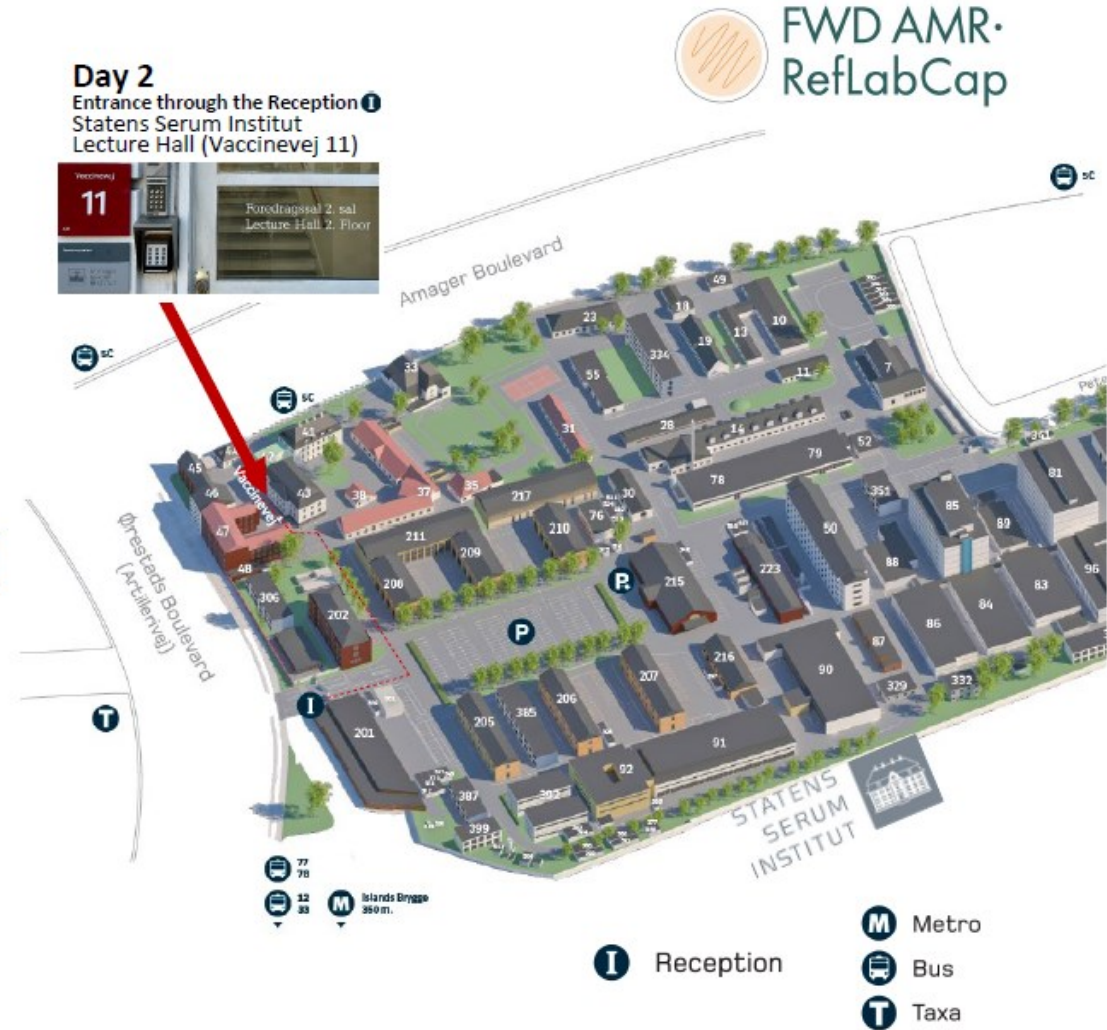 FWD AMR·
RefLabCap
Day 2
Entrance through the Reception I
Statens Serum Institut
Lecture Hall (Vaccinevej 11)
Vaccinevej
11
Foredragssal 2. sal
Lecture Hall 2. Floor
5C
Amager Boulevard
5C
5C
49
18
23
10
13
19
334
33
55
11
7
31
41
28
14
52
79
78
45
46
43
Vaccinevej
38
37
35
217
30
76
351
81
85
89
50
47
48
211
209
210
208
88
96
306
202
215
223
83
84
86
P
P
Ørestads Boulevard
(Artillerivej)
87
216
90
207
206
385
205
329
332
I
201
T
91
92
387
399
392
STATENS
SERUM
INSTITUT
77
78
12
33
M
Islands Brygge
350 m.
M Metro
I Reception
Bus
T Taxa